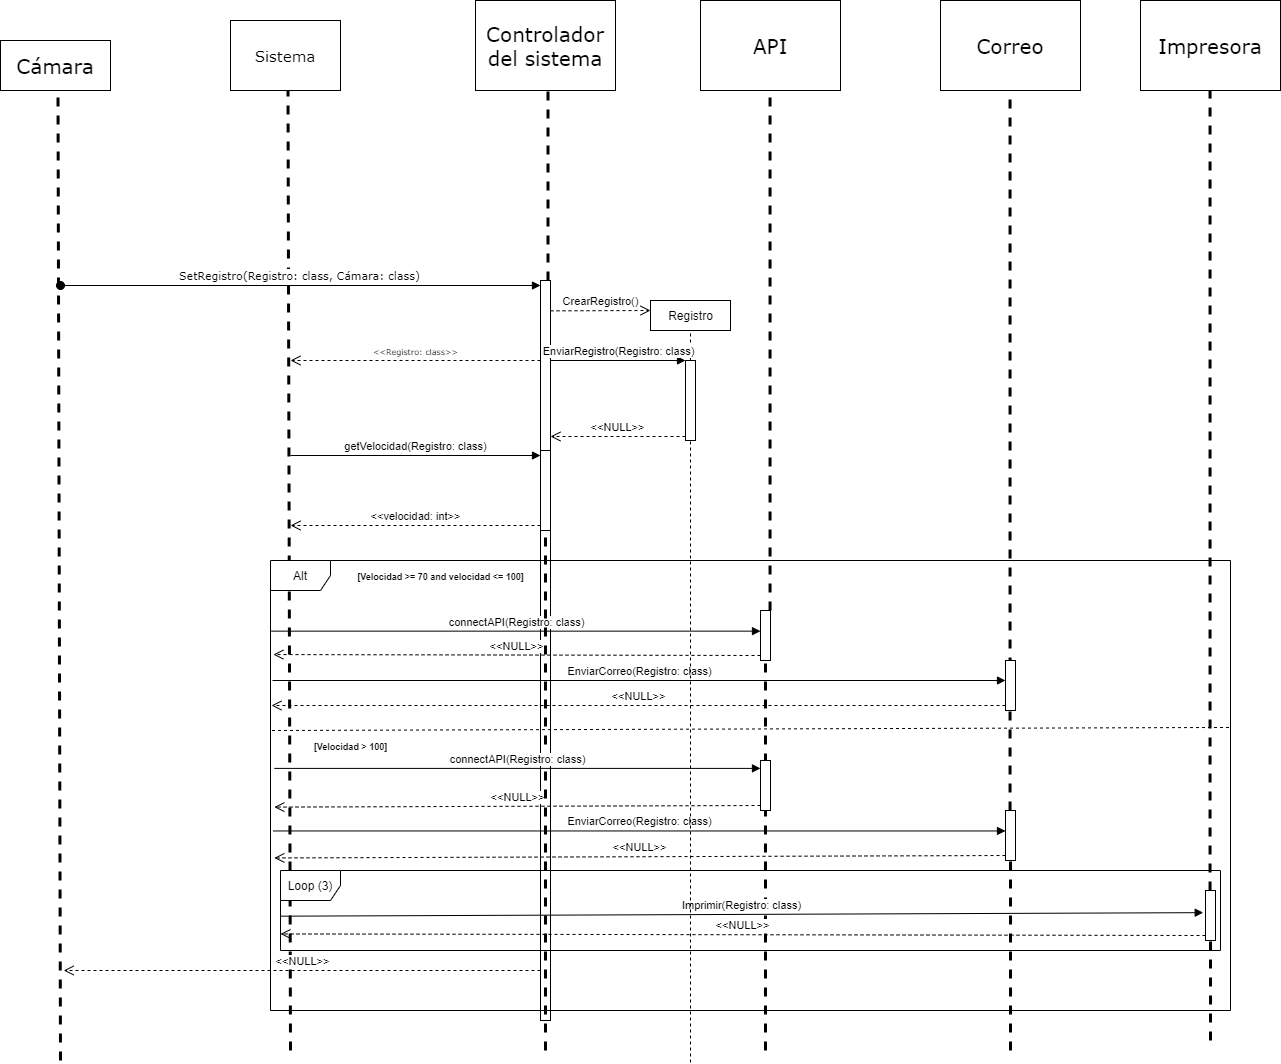 Cámara
Sistema
Controlador
del sistema
API
Correo
Impresora
SetRegistro(Registro: class, Cámara: class)
CrearRegistro()
Registro
<<Registro: class>>
EnviarRegistro(Registro: class)
<<NULL>>
getVelocidad(Registro: class)
<<velocidad: int>>
Alt
[Velocidad >= 70 and velocidad <= 100]
connectAPI(Registro: class)
<<NULL>>
EnviarCorreo(Registro: class)
<<NULL>>
[Velocidad > 100]
connectAPI(Registro: class)
<<NULL>>
EnviarCorreo(Registro: class)
<<NULL>>
Loop (3)
Imprimir(Registro: class)
<<NULL>>
<<NULL>>